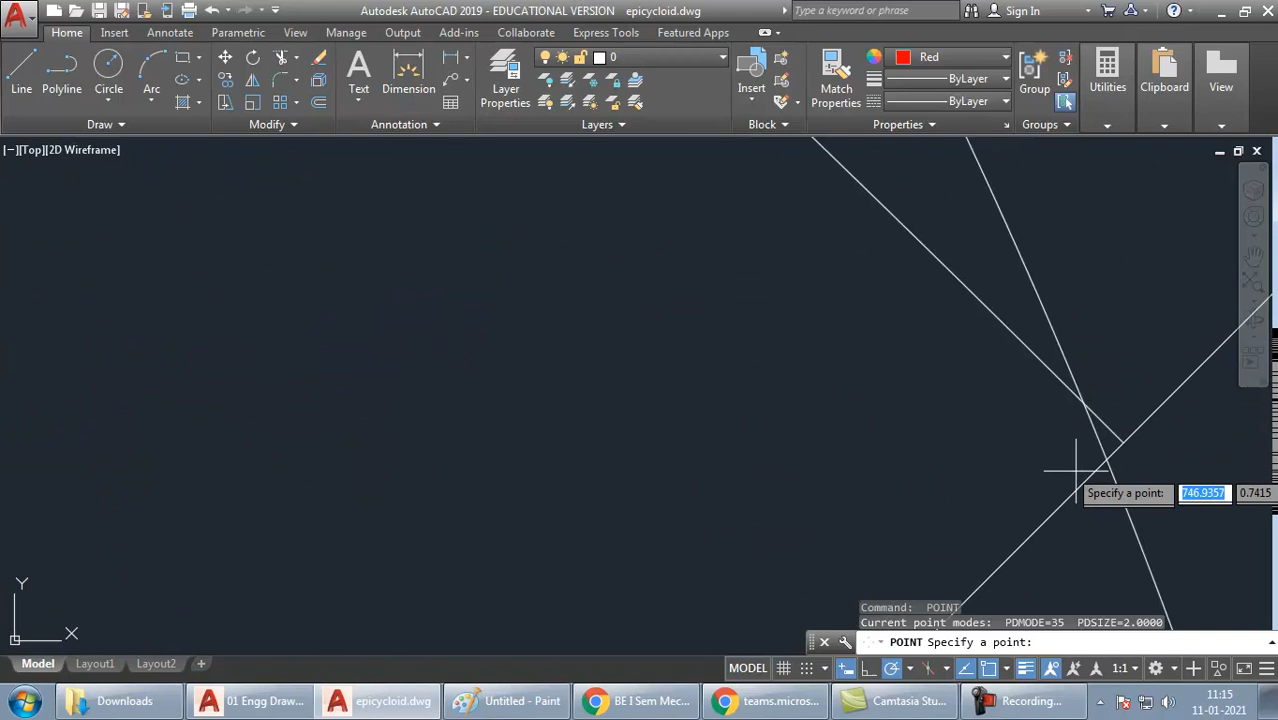 Autodesk AutoCAD 2019 - EDUCATIONAL VERSION epicycloid.dwg
Type a keyword or phrase
Sign In
Home Insert Annotate Parametric View Manage Output Add-ins Collaborate Express Tools Featured Apps
Line Polyline Circle Arc
Text Dimension
Layer Properties
0
Insert
Match Properties
Red
ByLayer
ByLayer
Group
Utilities
Clipboard
View
Draw Modify Annotation Layers Block Properties Groups
[−][Top][2D Wireframe]
Specify a point: 746.9357 0.7415
Y
X
Command: POINT
Current point modes: PDMODE=35 PDSIZE=2.0000
POINT Specify a point:
Model Layout1 Layout2 +
MODEL 1:1
Downloads
01 Engg Draw...
epicycloid.dwg
Untitled - Paint
BE I Sem Mec...
teams.micros...
Camtasia Stu...
Recording...
11:15
11-01-2021